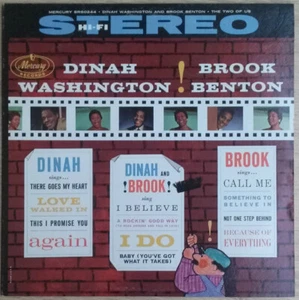 MERCURY SR60244 • DINAH WASHINGTON AND BROOK BENTON • THE TWO OF US
STEREO
HI-FI
Mercury
RECORDS
DINAH ! BROOK
WASHINGTON BENTON
DINAH
sings...
THERE GOES MY HEART
LOVE
WALKED IN
THIS I PROMISE YOU
again
DINAH
AND
!BROOK!
sing
I BELIEVE
A ROCKIN' GOOD WAY
I DO
BABY (YOU'VE GOT
WHAT IT TAKES)
BROOK
sings...
CALL ME
SOMETHING TO
BELIEVE IN
NOT ONE STEP BEHIND
BECAUSE OF
EVERYTHING